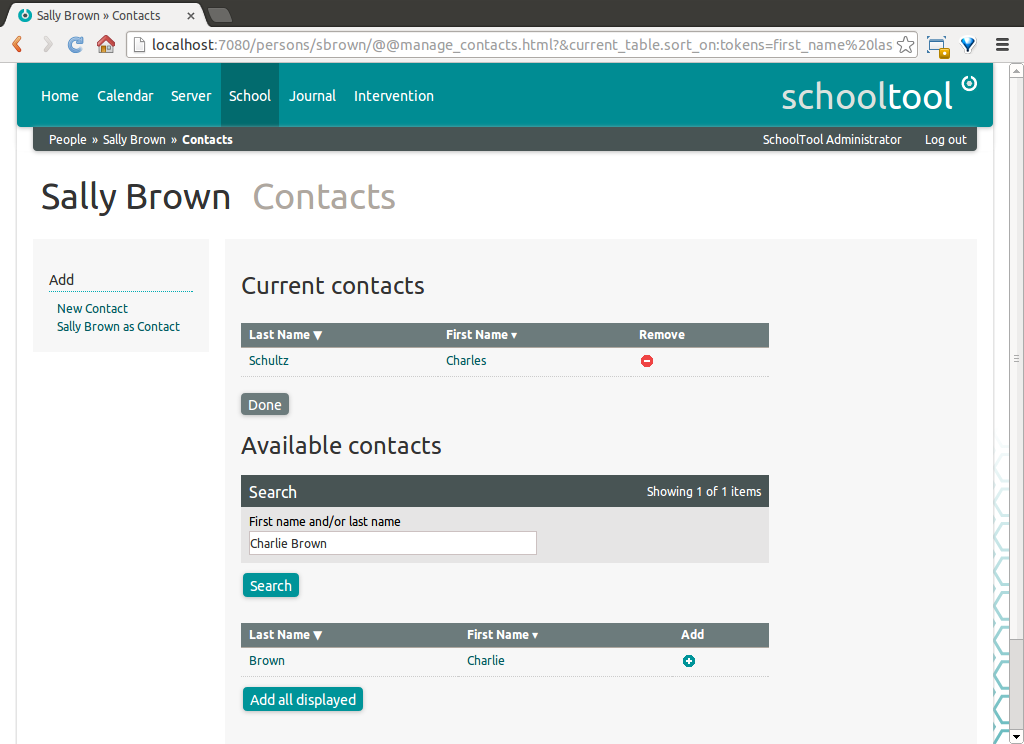 Sally Brown » Contacts
localhost:7080/persons/sbrown/@@manage_contacts.html?&current_table.sort_on:tokens=first_name%20las
Home Calendar Server School Journal Intervention
schooltool
People » Sally Brown » Contacts
SchoolTool Administrator Log out
Sally Brown Contacts
Add
New Contact
Sally Brown as Contact
Current contacts
Last Name ▼ First Name ▾ Remove
Schultz Charles
Done
Available contacts
Search Showing 1 of 1 items
First name and/or last name
Charlie Brown
Search
Last Name ▼ First Name ▾ Add
Brown Charlie
Add all displayed